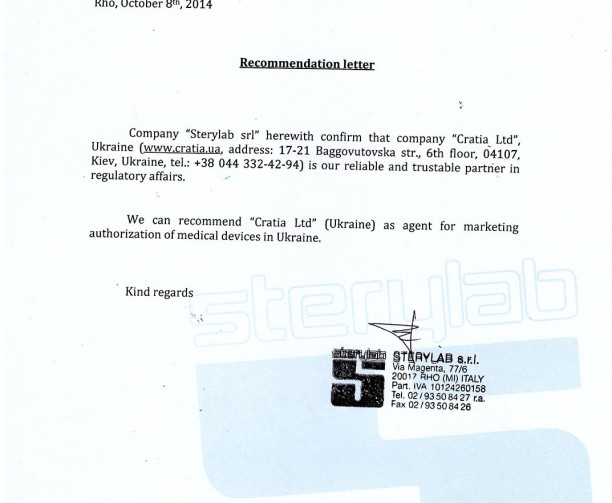 Rho, October 8th, 2014
Recommendation letter
Company “Sterylab srl” herewith confirm that company “Cratia Ltd”,
Ukraine (www.cratia.ua, address: 17-21 Baggovutovska str., 6th floor, 04107,
Kiev, Ukraine, tel.: +38 044 332-42-94) is our reliable and trustable partner in
regulatory affairs.
We can recommend “Cratia Ltd” (Ukraine) as agent for marketing
authorization of medical devices in Ukraine.
Kind regards
sterylab
sterylab
STERYLAB s.r.l.
Via Magenta, 77/6
20017 RHO (MI) ITALY
Part. IVA 10124260158
Tel. 02/93 50 84 27 r.a.
Fax 02/93 50 84 26